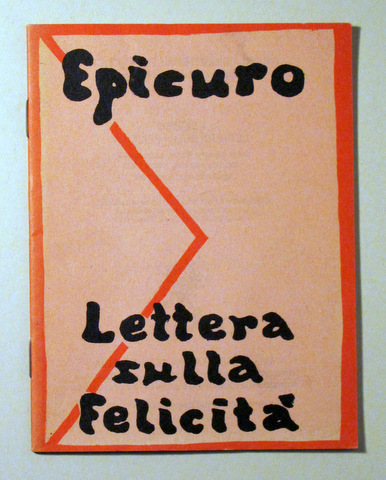 Epicuro
Lettera
sulla
Felicità